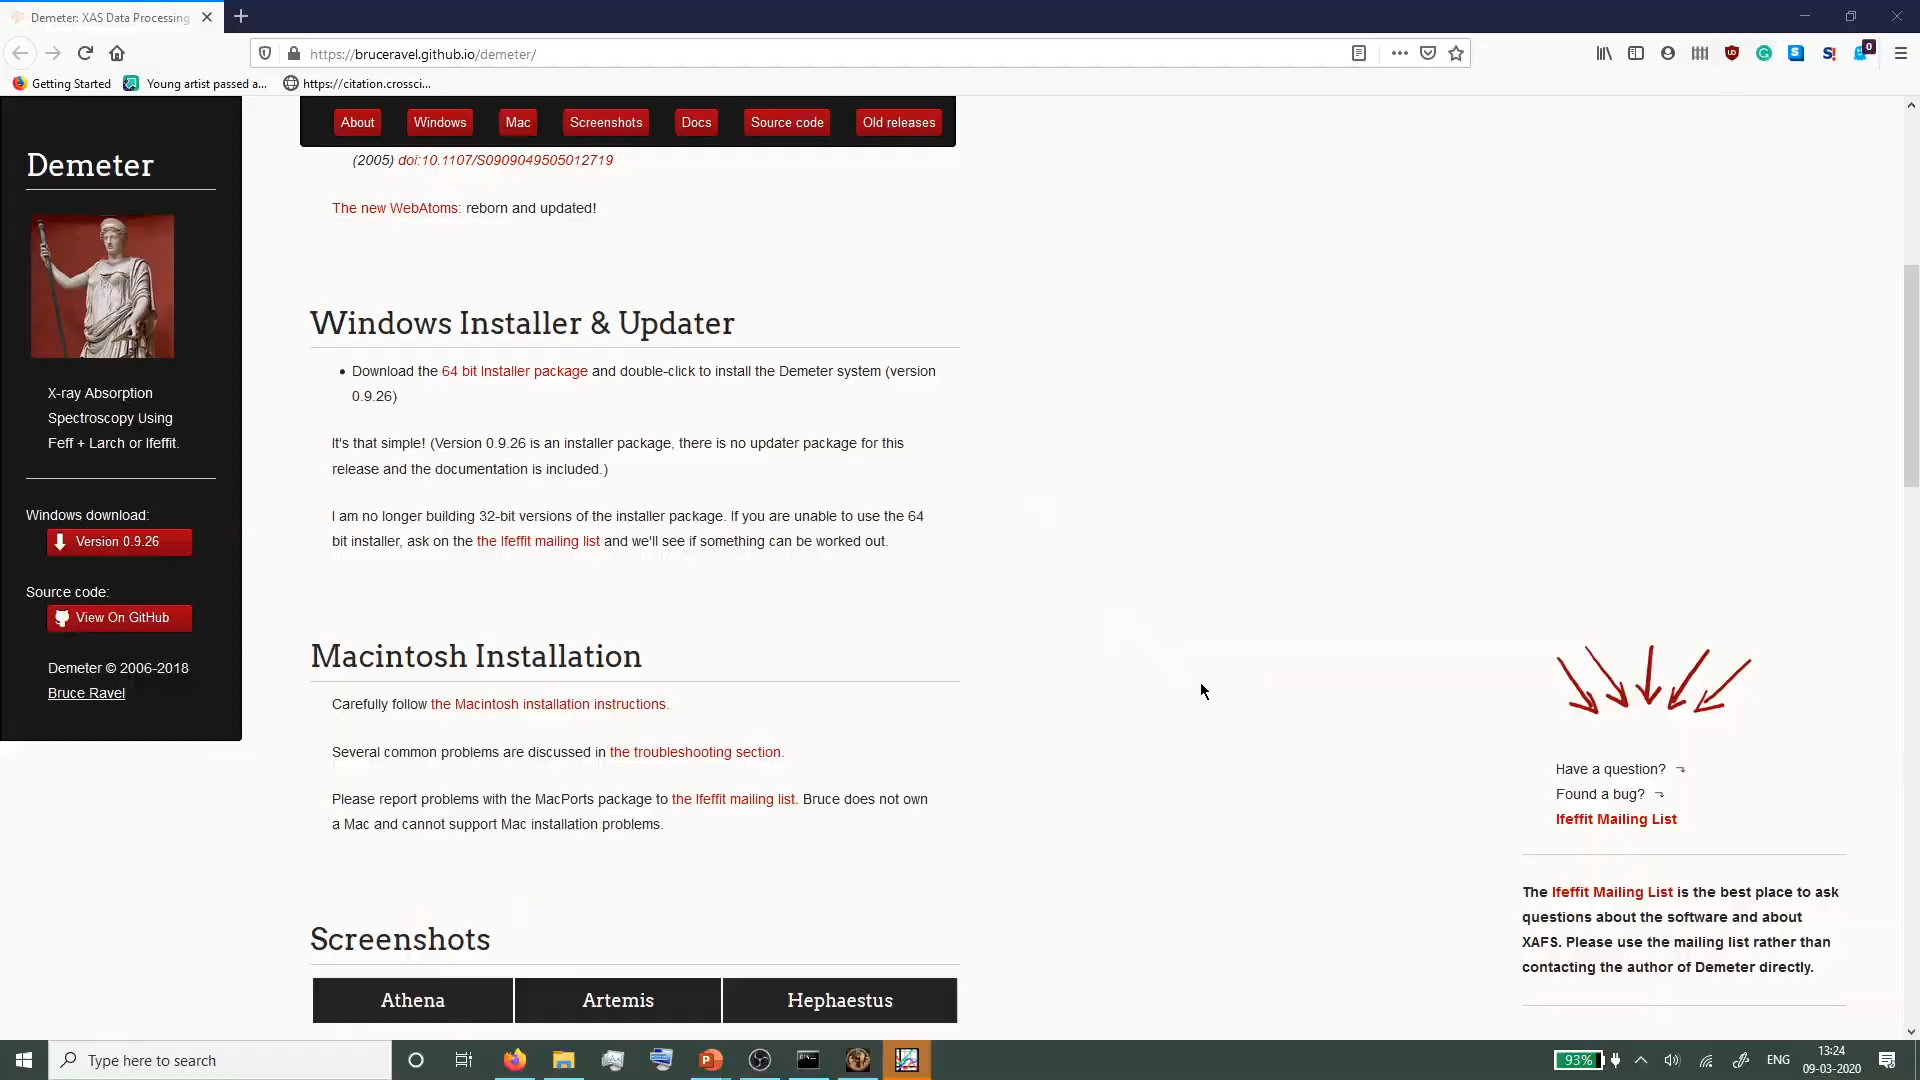 Demeter: XAS Data Processing
https://bruceravel.github.io/demeter/
0
Getting Started
Young artist passed a...
https://citation.crossci...
Demeter
X-ray Absorption
Spectroscopy Using
Feff + Larch or Ifeffit.
Windows download:
Version 0.9.26
Source code:
View On GitHub
Demeter © 2006-2018
Bruce Ravel
About
Windows
Mac
Screenshots
Docs
Source code
Old releases
(2005) doi:10.1107/S0909049505012719
The new WebAtoms: reborn and updated!
Windows Installer & Updater
• Download the 64 bit Installer package and double-click to install the Demeter system (version
0.9.26)
It's that simple! (Version 0.9.26 is an installer package, there is no updater package for this
release and the documentation is included.)
I am no longer building 32-bit versions of the installer package. If you are unable to use the 64
bit installer, ask on the the Ifeffit mailing list and we'll see if something can be worked out.
Macintosh Installation
Carefully follow the Macintosh installation instructions.
Several common problems are discussed in the troubleshooting section.
Please report problems with the MacPorts package to the Ifeffit mailing list. Bruce does not own
a Mac and cannot support Mac installation problems.
Screenshots
Athena
Artemis
Hephaestus
Have a question?
Found a bug?
Ifeffit Mailing List
The Ifeffit Mailing List is the best place to ask
questions about the software and about
XAFS. Please use the mailing list rather than
contacting the author of Demeter directly.
Type here to search
93%
ENG
13:24
09-03-2020